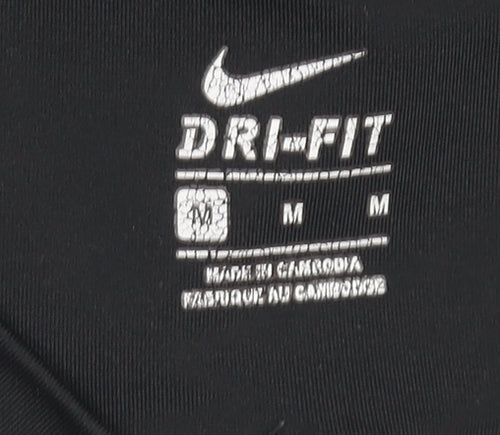 DRI-FIT
M M M
MADE IN CAMBODIA
FABRIQUE AU CAMBODGE